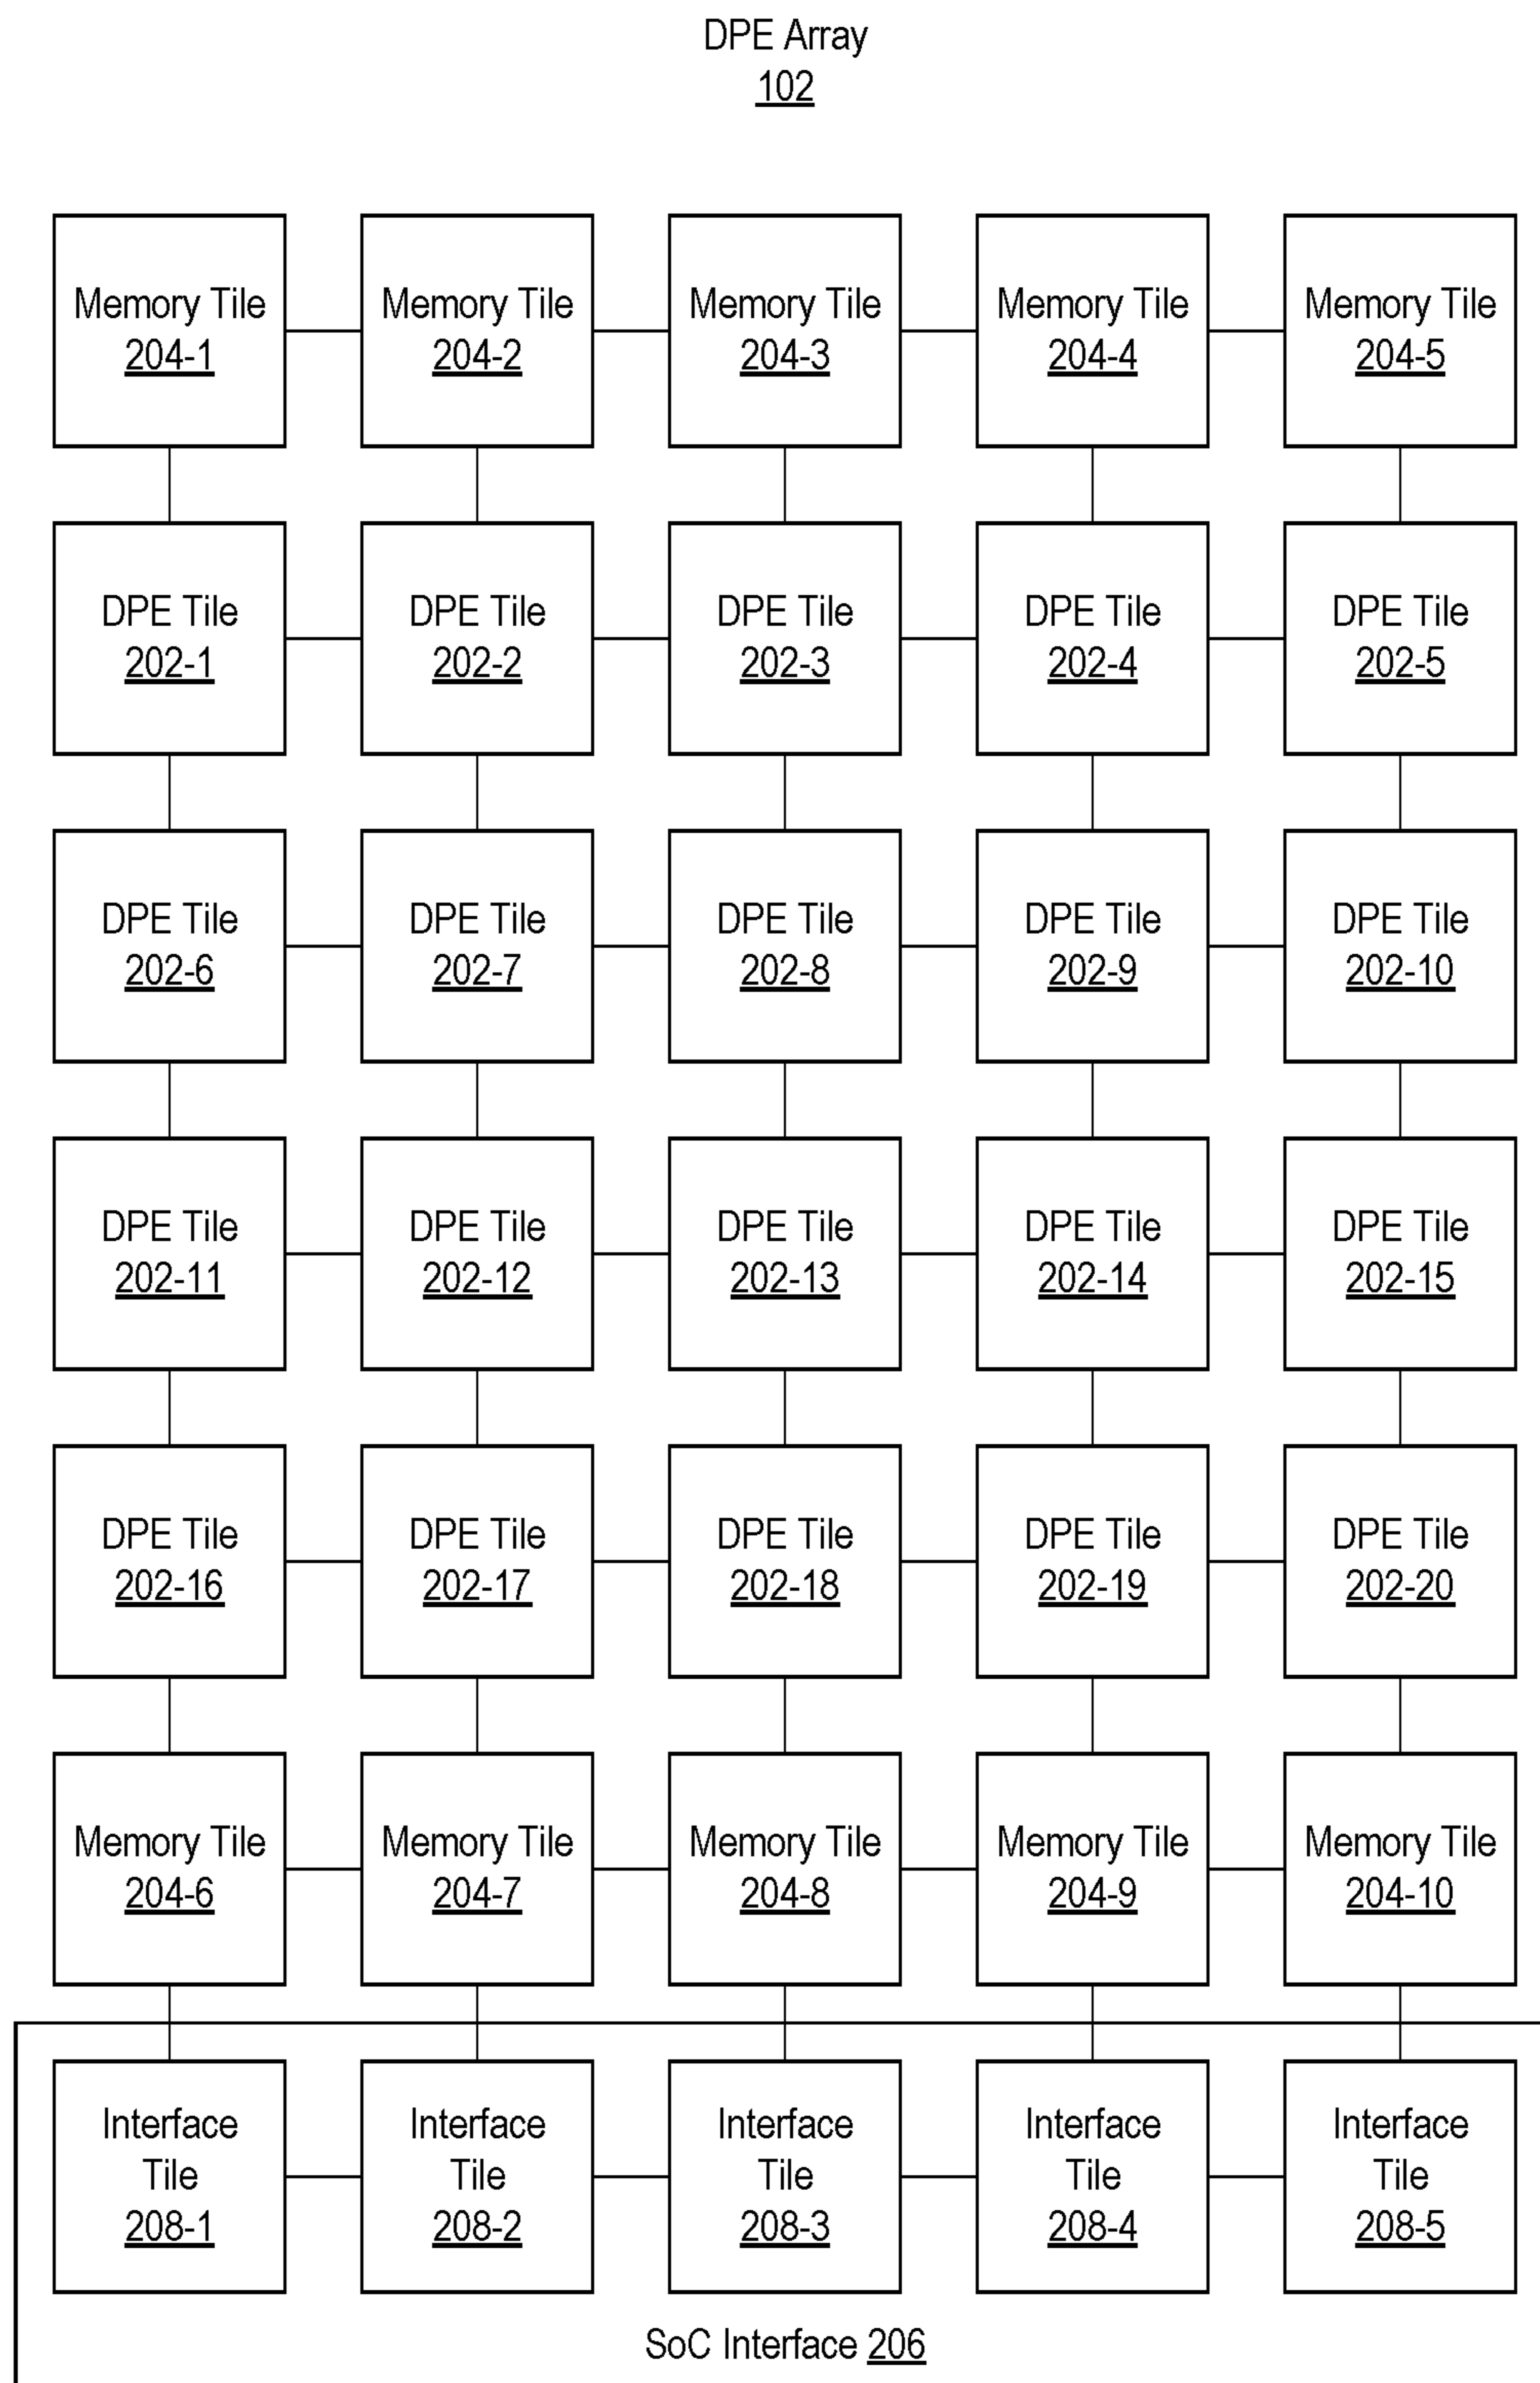 DPE Array
102
Memory Tile
204-1
Memory Tile
204-2
Memory Tile
204-3
Memory Tile
204-4
Memory Tile
204-5
DPE Tile
202-1
DPE Tile
202-2
DPE Tile
202-3
DPE Tile
202-4
DPE Tile
202-5
DPE Tile
202-6
DPE Tile
202-7
DPE Tile
202-8
DPE Tile
202-9
DPE Tile
202-10
DPE Tile
202-11
DPE Tile
202-12
DPE Tile
202-13
DPE Tile
202-14
DPE Tile
202-15
DPE Tile
202-16
DPE Tile
202-17
DPE Tile
202-18
DPE Tile
202-19
DPE Tile
202-20
Memory Tile
204-6
Memory Tile
204-7
Memory Tile
204-8
Memory Tile
204-9
Memory Tile
204-10
Interface
Tile
208-1
Interface
Tile
208-2
Interface
Tile
208-3
Interface
Tile
208-4
Interface
Tile
208-5
SoC Interface 206